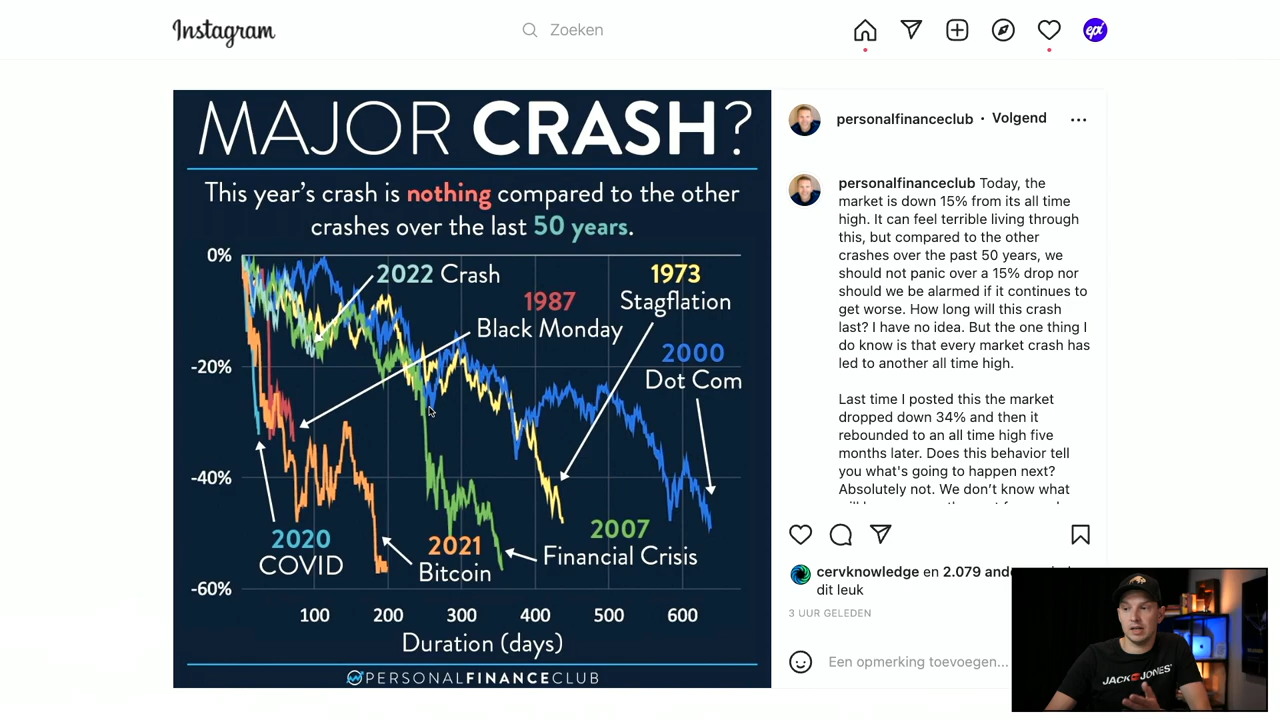 Instagram
Zoeken
MAJOR CRASH?
This year's crash is nothing compared to the other
crashes over the last 50 years.
0%
-20%
-40%
-60%
2022 Crash
1987
Black Monday
1973
Stagflation
2000
Dot Com
2020
COVID
2021
Bitcoin
2007
Financial Crisis
100 200 300 400 500 600
Duration (days)
PERSONALFINANCECLUB
personalfinanceclub • Volgend
personalfinanceclub Today, the
market is down 15% from its all time
high. It can feel terrible living through
this, but compared to the other
crashes over the past 50 years, we
should not panic over a 15% drop nor
should we be alarmed if it continues to
get worse. How long will this crash
last? I have no idea. But the one thing I
do know is that every market crash has
led to another all time high.
Last time I posted this the market
dropped down 34% and then it
rebounded to an all time high five
months later. Does this behavior tell
you what's going to happen next?
Absolutely not. We don't know what
cervknowledge en 2.079
dit leuk
3 UUR GELEDEN
Een opmerking toevoegen...
epi
JACK JONES